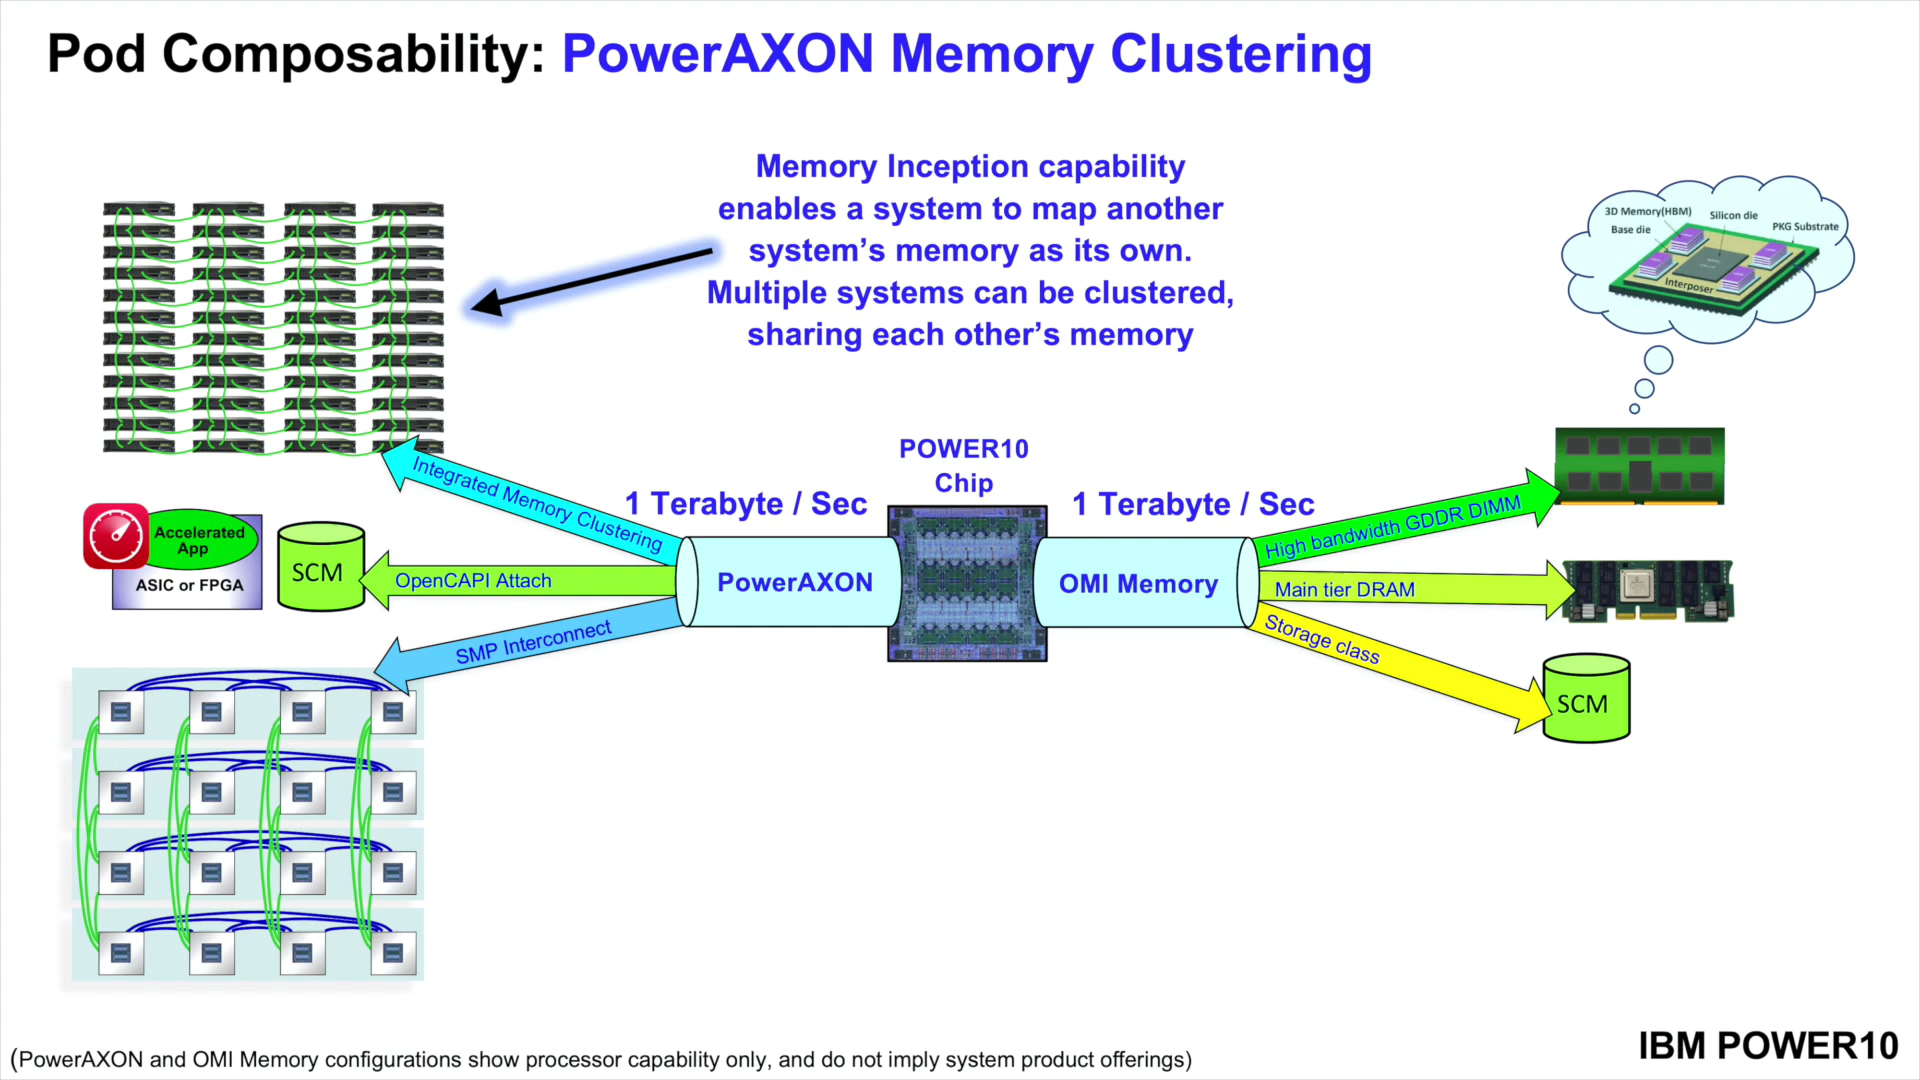 Pod Composability: PowerAXON Memory Clustering
Memory Inception capability
enables a system to map another
system’s memory as its own.
Multiple systems can be clustered,
sharing each other’s memory
3D Memory(HBM)
Silicon die
Base die
PKG Substrate
Interposer
POWER10
Chip
Integrated Memory Clustering
1 Terabyte / Sec
1 Terabyte / Sec
High bandwidth GDDR DIMM
Accelerated
App
ASIC or FPGA
SCM
OpenCAPI Attach
PowerAXON
OMI Memory
Main tier DRAM
SMP Interconnect
Storage class
SCM
(PowerAXON and OMI Memory configurations show processor capability only, and do not imply system product offerings)
IBM POWER10